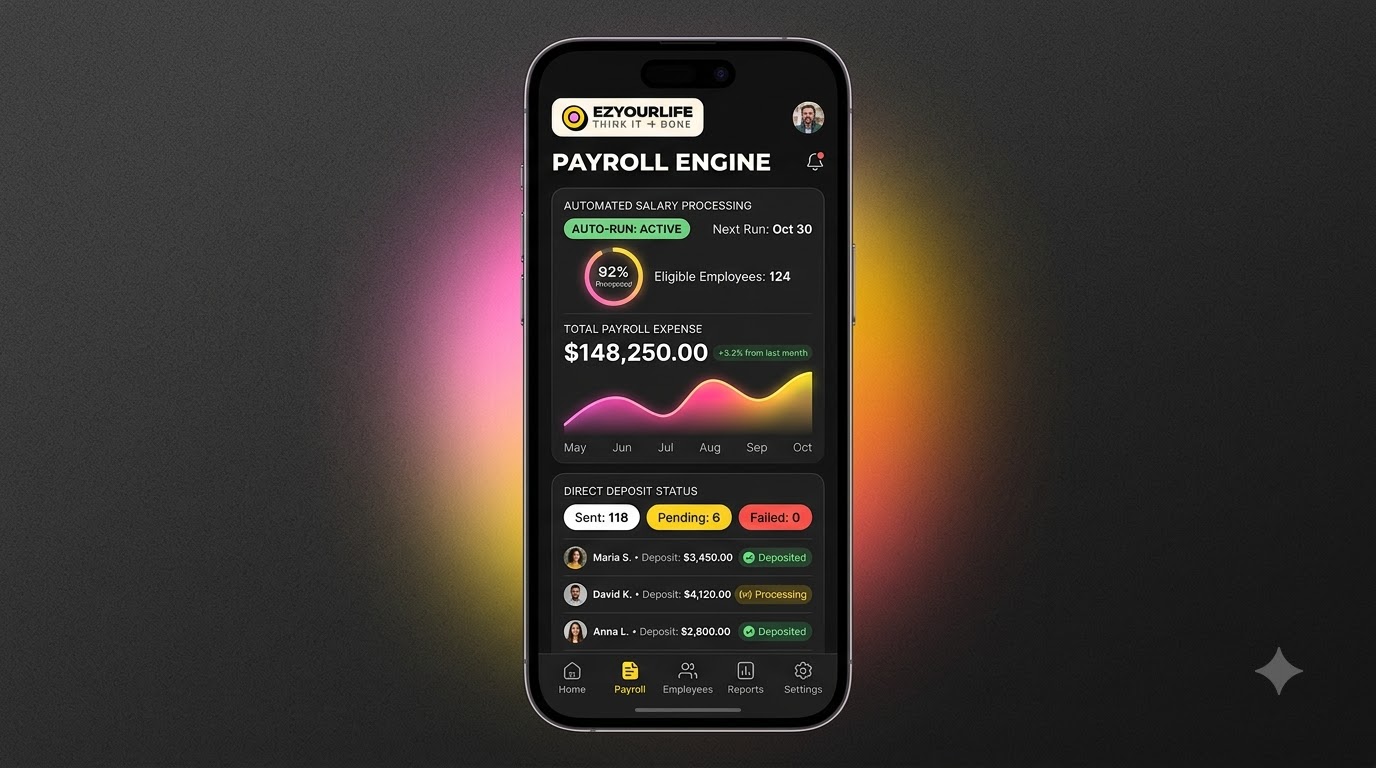 EZYOURLIFE
THIRK IT + BONE
PAYROLL ENGINE
AUTOMATED SALARY PROCESSING
AUTO-RUN: ACTIVE Next Run: Oct 30
92%
Eligible Employees: 124
TOTAL PAYROLL EXPENSE
$148,250.00 +3.2% from last month
May Jun Jul Aug Sep Oct
DIRECT DEPOSIT STATUS
Sent: 118 Pending: 6 Failed: 0
Maria S. • Deposit: $3,450.00 Deposited
David K. • Deposit: $4,120.00 Processing
Anna L. • Deposit: $2,800.00 Deposited
Home Payroll Employees Reports Settings